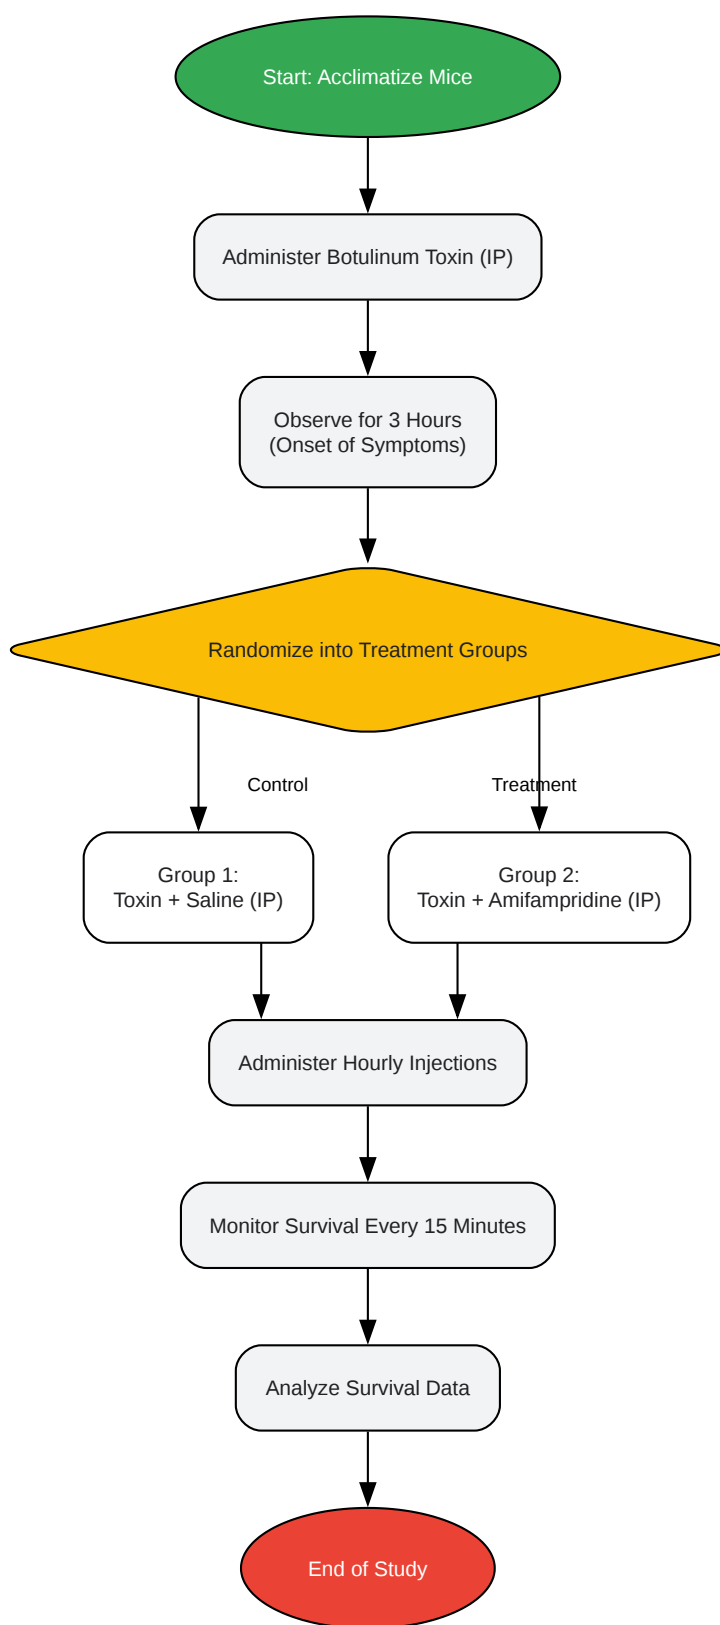 Start: Acclimatize Mice
Administer Botulinum Toxin (IP)
Observe for 3 Hours
(Onset of Symptoms)
Randomize into Treatment Groups
Control
Treatment
Group 1:
Toxin + Saline (IP)
Group 2:
Toxin + Amifampridine (IP)
Administer Hourly Injections
Monitor Survival Every 15 Minutes
Analyze Survival Data
End of Study